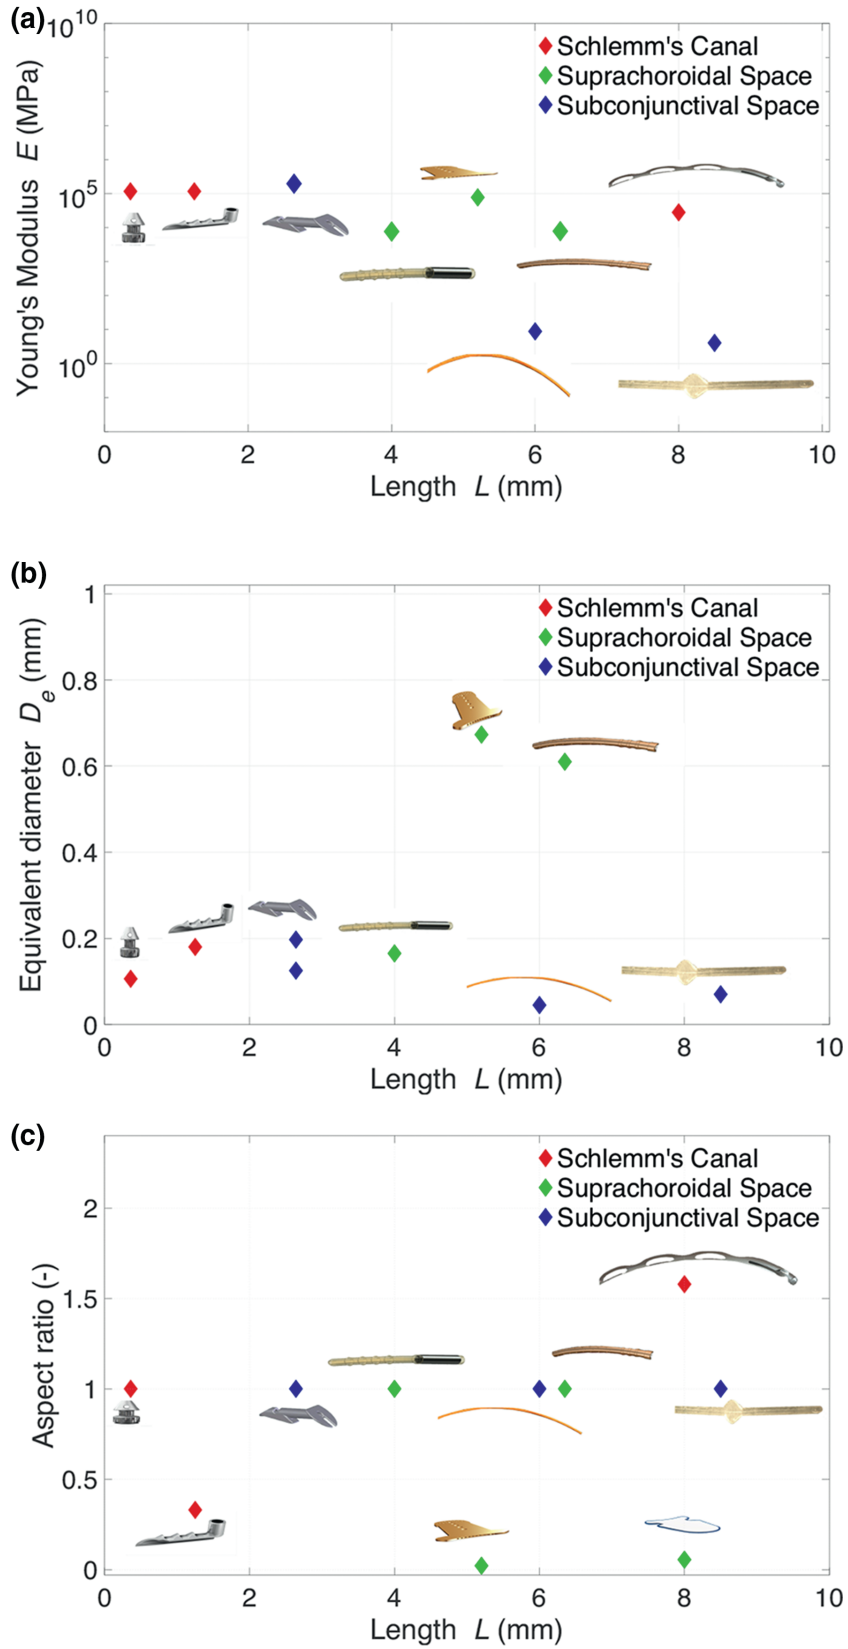 (a)
10^10
Schlemm's Canal
Suprachoroidal Space
Subconjunctival Space
10^5
10^0
Young's Modulus E (MPa)
0 2 4 6 8 10
Length L (mm)
(b)
1
Schlemm's Canal
Suprachoroidal Space
Subconjunctival Space
0.8
0.6
0.4
0.2
0
Equivalent diameter D_e (mm)
0 2 4 6 8 10
Length L (mm)
(c)
Schlemm's Canal
Suprachoroidal Space
Subconjunctival Space
2
1.5
1
0.5
0
Aspect ratio (-)
0 2 4 6 8 10
Length L (mm)